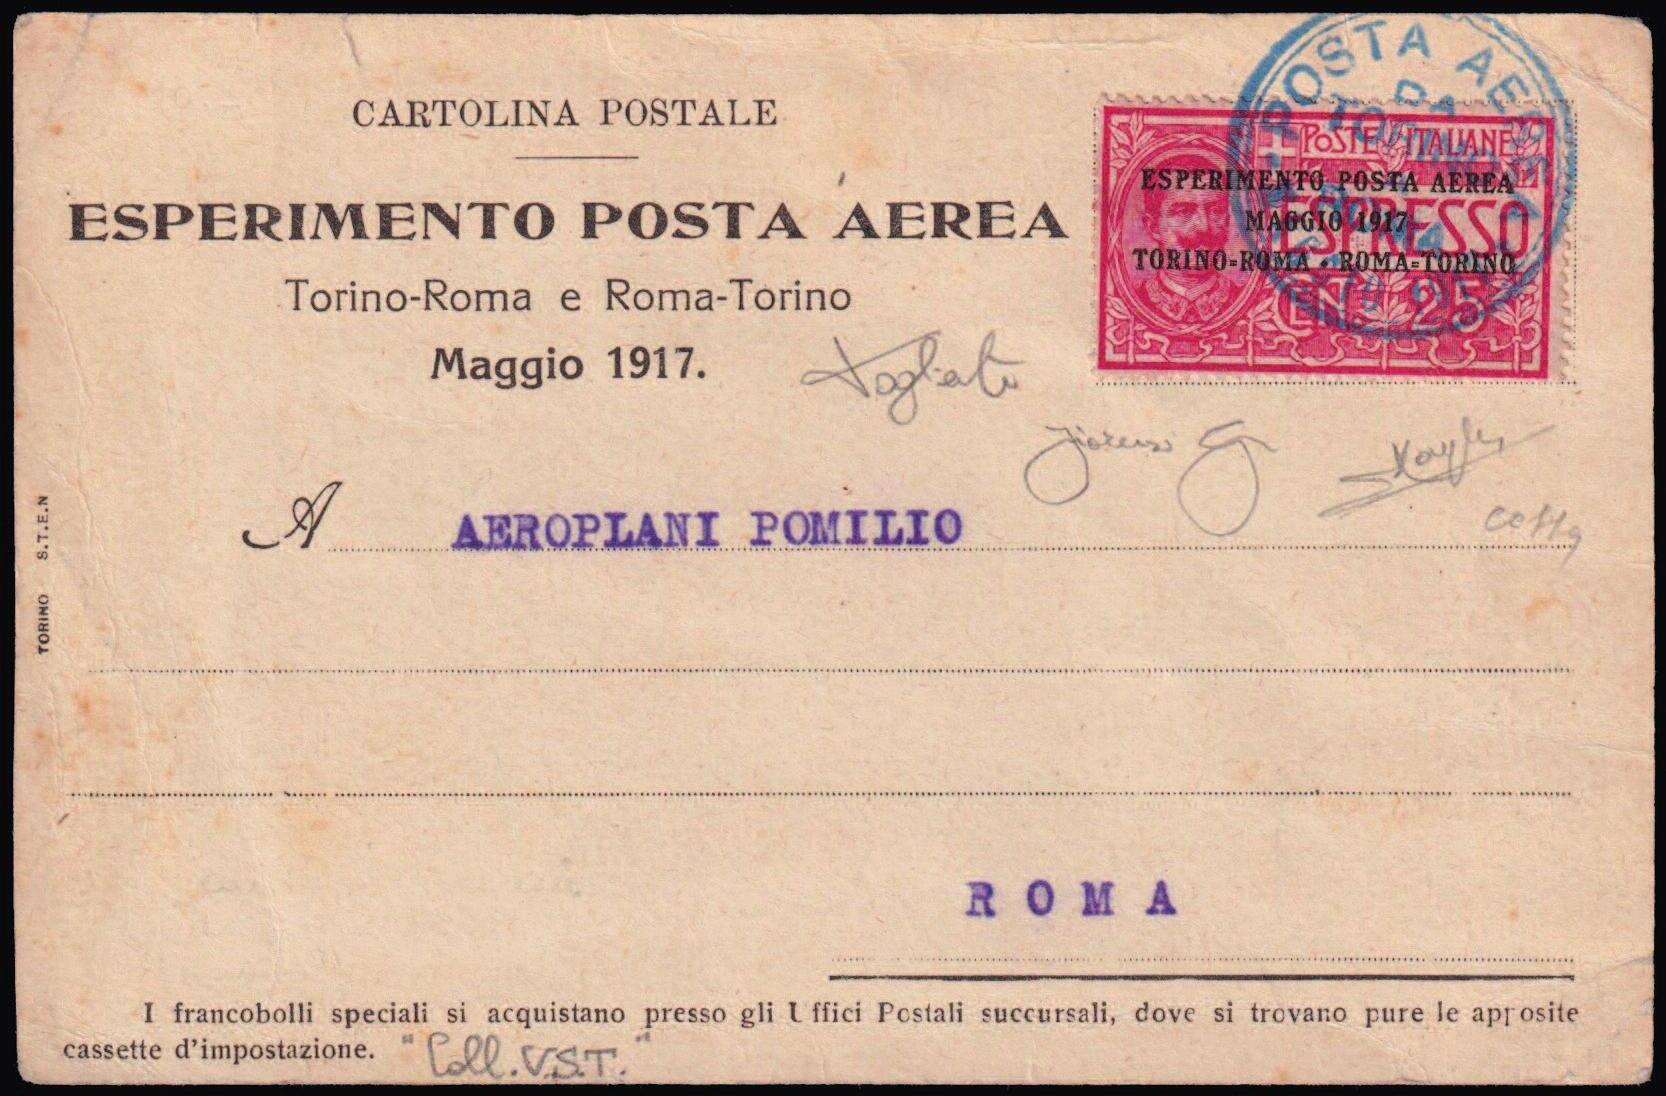 CARTOLINA POSTALE
ESPERIMENTO POSTA AEREA
Torino-Roma e Roma-Torino
Maggio 1917.
POSTA AEREA
DA
TORINO
POSTE ITALIANE
ESPERIMENTO POSTA AEREA
MAGGIO 1917
ESPRESSO
TORINO=ROMA · ROMA=TORINO
CENT. 25
A AEROPLANI POMILIO
ROMA
TORINO S.T.E.N
I francobolli speciali si acquistano presso gli Uffici Postali succursali, dove si trovano pure le apposite
cassette d'impostazione. "Coll. V.S.T."